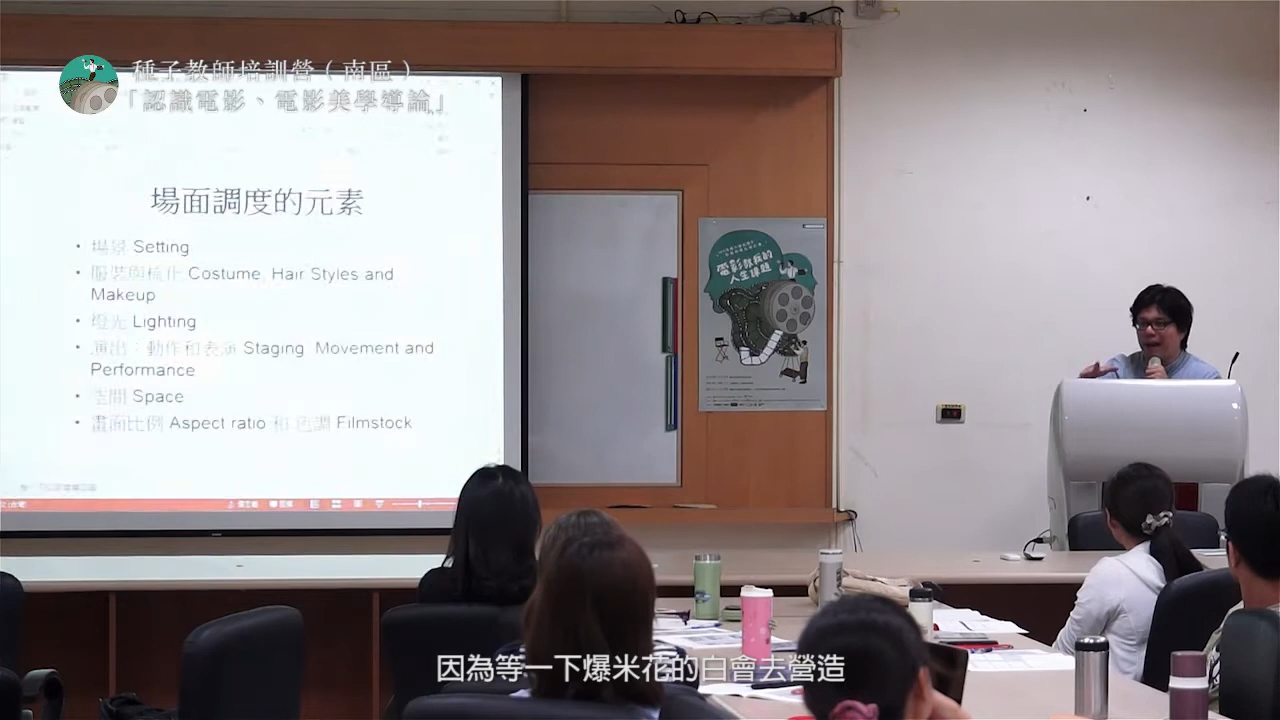 種子教師培訓營（南區）
「認識電影、電影美學導論」
場面調度的元素
• 場景 Setting
• 服裝與梳化 Costume, Hair Styles and
Makeup
• 燈光 Lighting
• 演出：動作和表演 Staging, Movement and
Performance
• 空間 Space
• 畫面比例 Aspect ratio 和 色調 Filmstock
電影教我的
人生課題
因為等一下爆米花的白會去營造